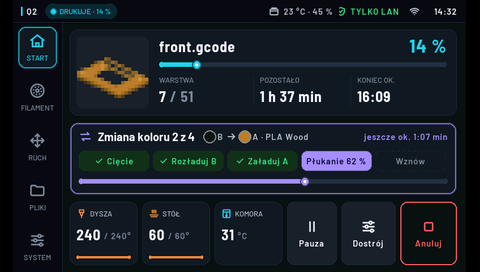 02 DRUKUJE · 14 % 23 °C · 45 % TYLKO LAN 14:32
START
FILAMENT
RUCH
PLIKI
SYSTEM
front.gcode 14 %
WARSTWA POZOSTAŁO KONIEC OK.
7 / 51 1 h 37 min 16:09
Zmiana koloru 2 z 4 B → A · PLA Wood jeszcze ok. 1:07 min
Cięcie Rozładuj B Załaduj A Płukanie 62 % Wznów
DYSZA STÓŁ KOMORA
240 / 240° 60 / 60° 31 °C
Pauza Dostrój Anuluj